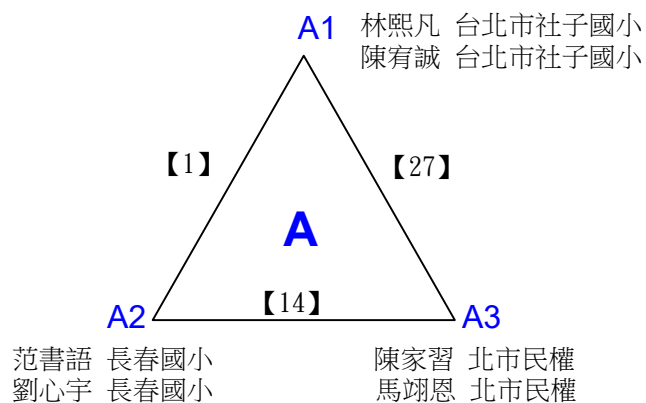 A1 林熙凡 台北市社子國小
陳宥誠 台北市社子國小
【1】 【27】
A
【14】
A2 A3
范書語 長春國小 陳家習 北市民權
劉心宇 長春國小 馬翊恩 北市民權